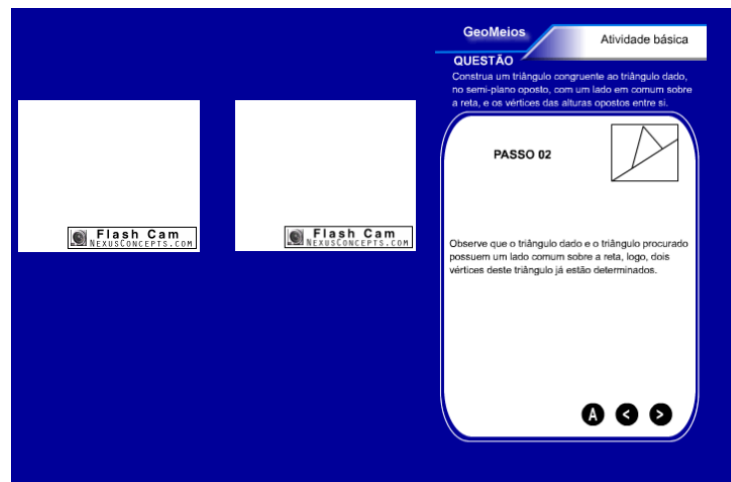 GeoMeios
Atividade básica
QUESTÃO
Construa um triângulo congruente ao triângulo dado,
no semi-plano oposto, com um lado em comum sobre
a reta, e os vértices das alturas opostos entre si.
PASSO 02
Observe que o triângulo dado e o triângulo procurado
possuem um lado comum sobre a reta, logo, dois
vértices deste triângulo já estão determinados.
Flash Cam
NexusConcepts.com
Flash Cam
NexusConcepts.com
A < >